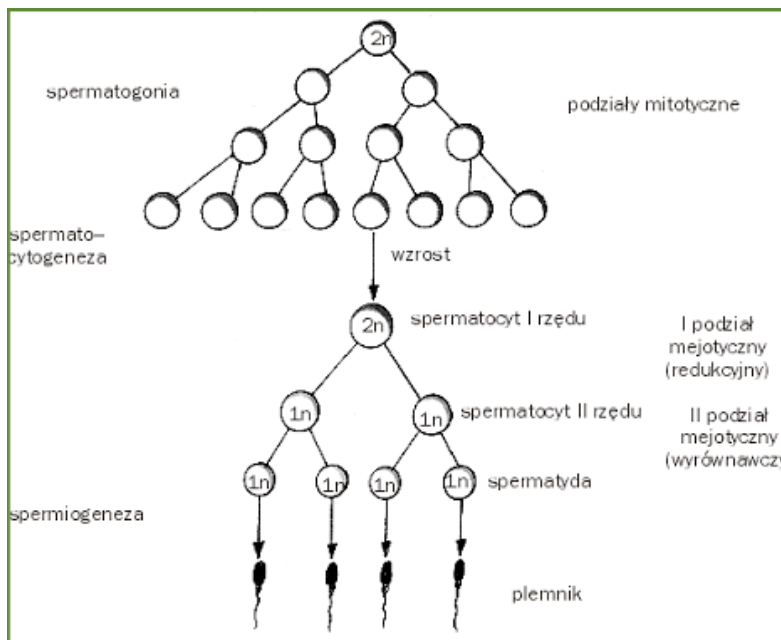 2n
spermatogonia
podziały mitotyczne
spermato–
cytogeneza
wzrost
2n
spermatocyt I rzędu
I podział
mejotyczny
(redukcyjny)
1n
1n
spermatocyt II rzędu
II podział
mejotyczny
(wyrównawczy
1n
1n
1n
1n
spermatyda
spermiogeneza
plemnik